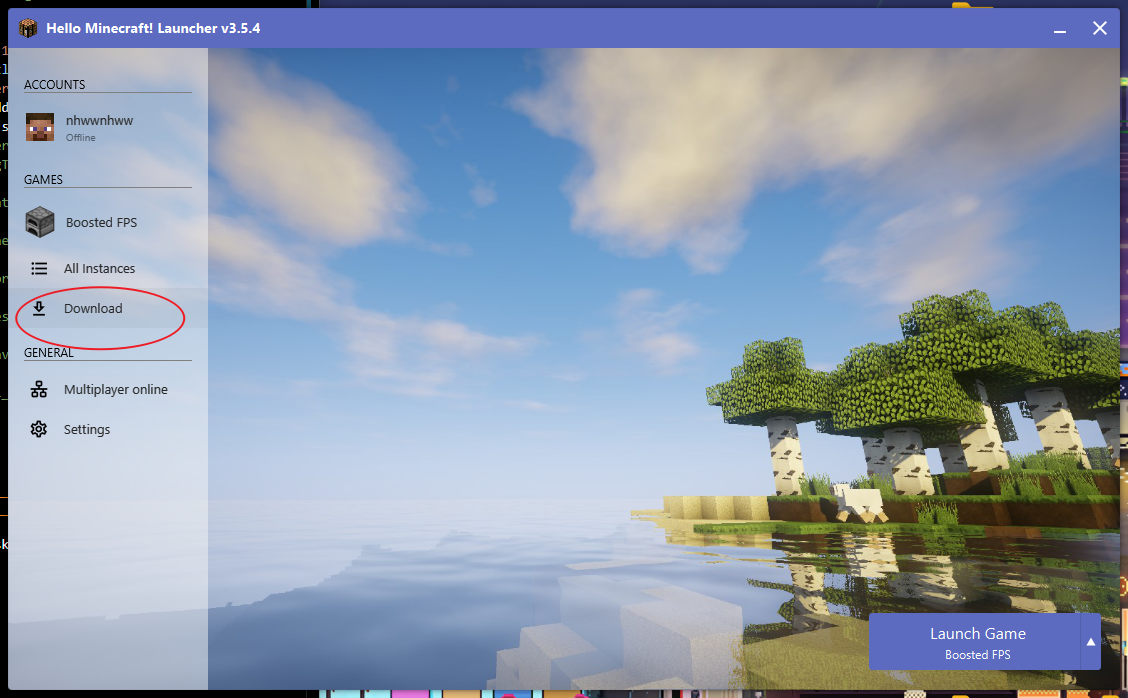 Hello Minecraft! Launcher v3.5.4
ACCOUNTS
nhwwnhww
Offline
GAMES
Boosted FPS
All Instances
Download
GENERAL
Multiplayer online
Settings
Launch Game
Boosted FPS